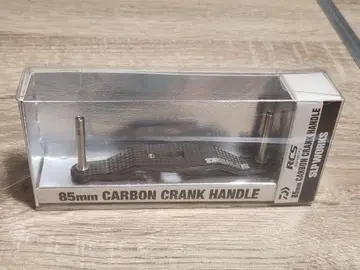 85mm CARBON CRANK HANDLE
RCS
85mm CARBON CRANK HANDLE
SLP WORKS